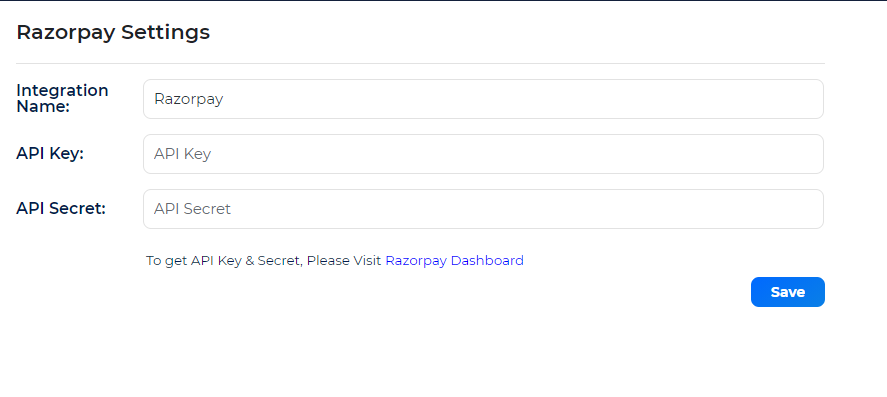 Razorpay Settings
Integration
Name:
Razorpay
API Key:
API Key
API Secret:
API Secret
To get API Key & Secret, Please Visit Razorpay Dashboard
Save